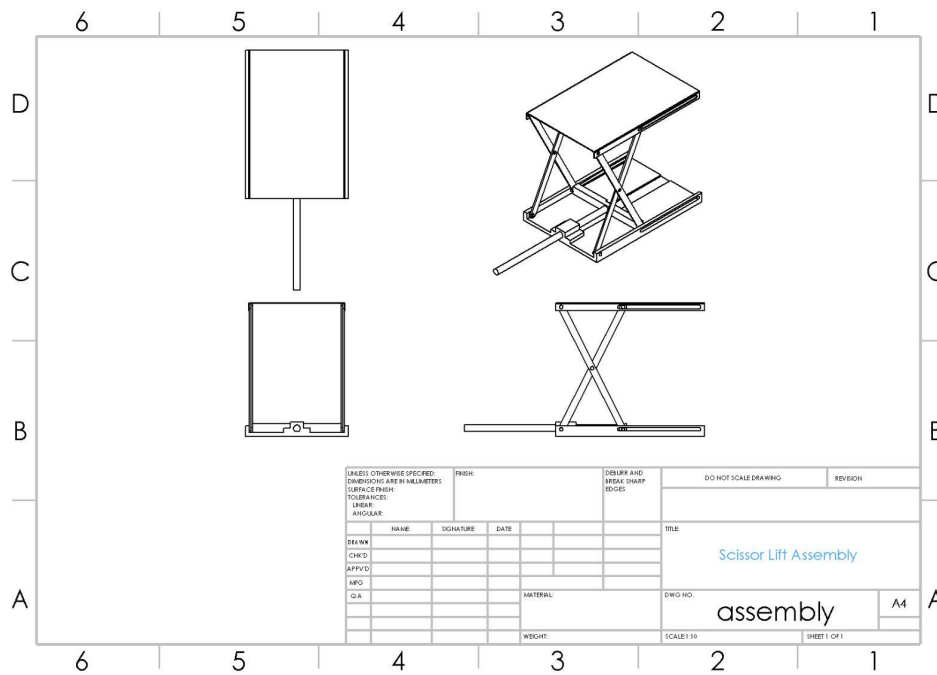 6 5 4 3 2 1
D D
C C
B B
A A
UNLESS OTHERWISE SPECIFIED:
DIMENSIONS ARE IN MILLIMETERS
SURFACE FINISH:
TOLERANCES:
LINEAR:
ANGULAR:
FINISH:
DEBURR AND
BREAK SHARP
EDGES
DO NOT SCALE DRAWING
REVISION
NAME SIGNATURE DATE
DRAWN
CHK'D
APPV'D
MFG
Q.A
TITLE:
Scissor Lift Assembly
MATERIAL:
DWG NO.
assembly
A4
WEIGHT:
SCALE:1:10
SHEET 1 OF 1
6 5 4 3 2 1